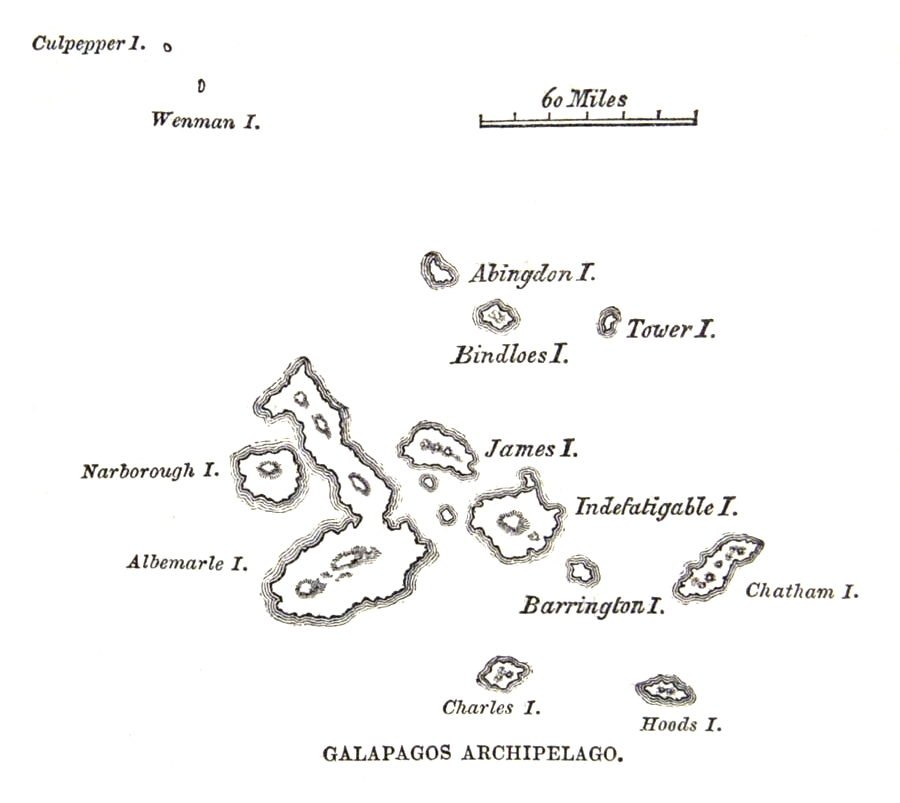 Culpepper I.
Wenman I.
60 Miles
Abingdon I.
Bindloes I.
Tower I.
James I.
Narborough I.
Indefatigable I.
Albemarle I.
Chatham I.
Barrington I.
Charles I.
Hoods I.
GALAPAGOS ARCHIPELAGO.